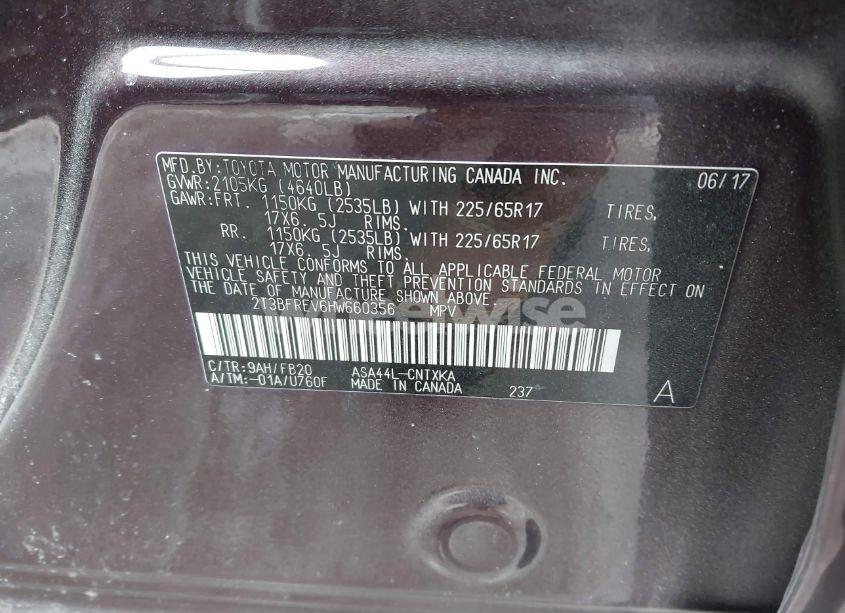 MFD.BY:TOYOTA MOTOR MANUFACTURING CANADA INC. 06/17
GVWR:2105KG (4640LB)
GAWR:FRT. 1150KG (2535LB) WITH 225/65R17 TIRES,
17X6.5J RIMS.
RR. 1150KG (2535LB) WITH 225/65R17 TIRES,
17X6.5J RIMS.
THIS VEHICLE CONFORMS TO ALL APPLICABLE FEDERAL MOTOR
VEHICLE SAFETY AND THEFT PREVENTION STANDARDS IN EFFECT ON
THE DATE OF MANUFACTURE SHOWN ABOVE.
2T3BFREV6HW660356 MPV
C/TR:9AH/FB20 ASA44L-CNTXKA
A/TM:-01A/U760F MADE IN CANADA 237 A